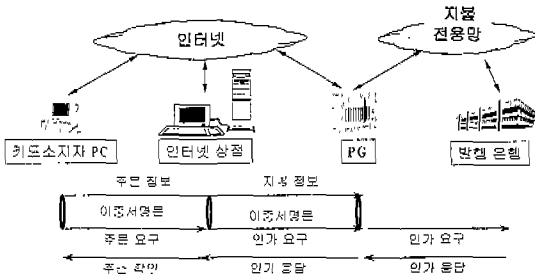 인터넷
지불
전용망
카드소지자 PC
인터넷 상점
PG
발행 은행
주문 정보
지불 정보
이중서명문
이중서명문
주문 요구
인가 요구
인가 요구
주문 확인
인가 응답
인가 응답